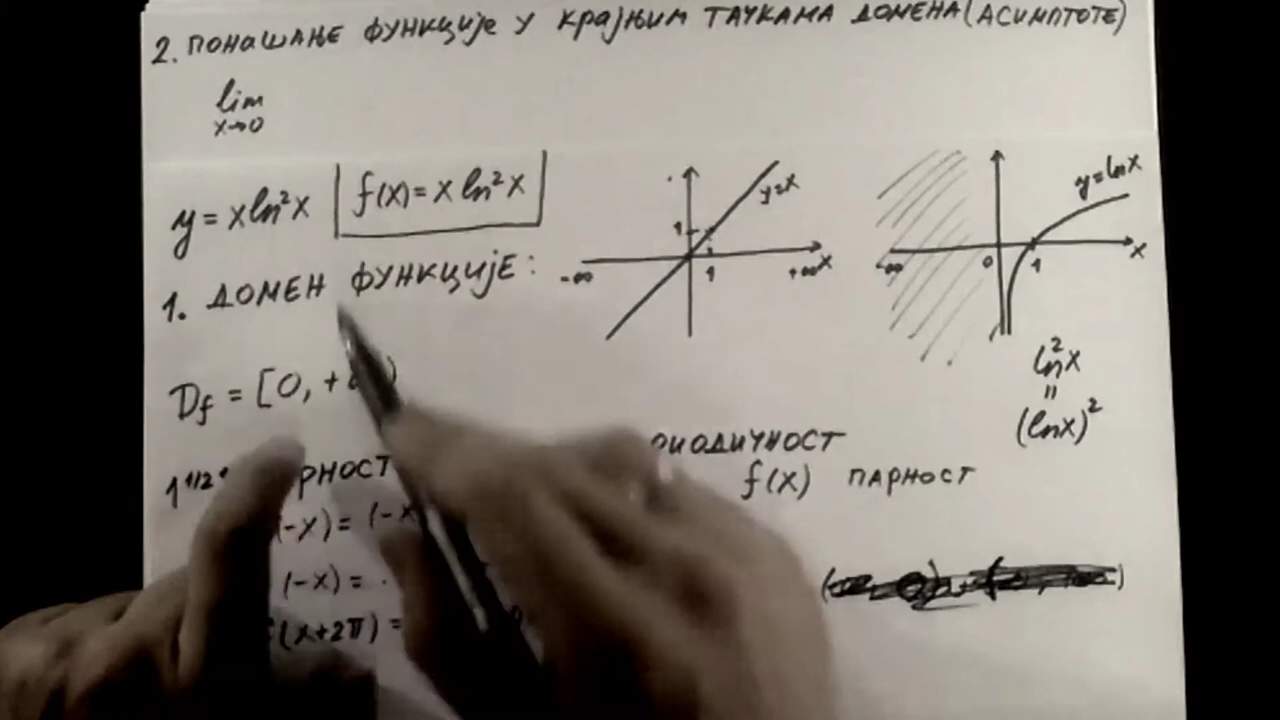 2. ПОНАШАЊЕ ФУНКЦИЈЕ У КРАЈЊИМ ТАЧКАМА ДОМЕНА (АСИМПТОТЕ)
lim
x→0
y = x ln²x f(x) = x ln²x
1. ДОМЕН ФУНКЦИЈЕ:
y=x
1
1
-∞
+∞
x
y=lnx
-∞
0
1
x
ln²x
=
(lnx)²
Df = [0, +
f(x) ПАРНОСТ
(-x) = (-x
(-x) =
(x+2π) =